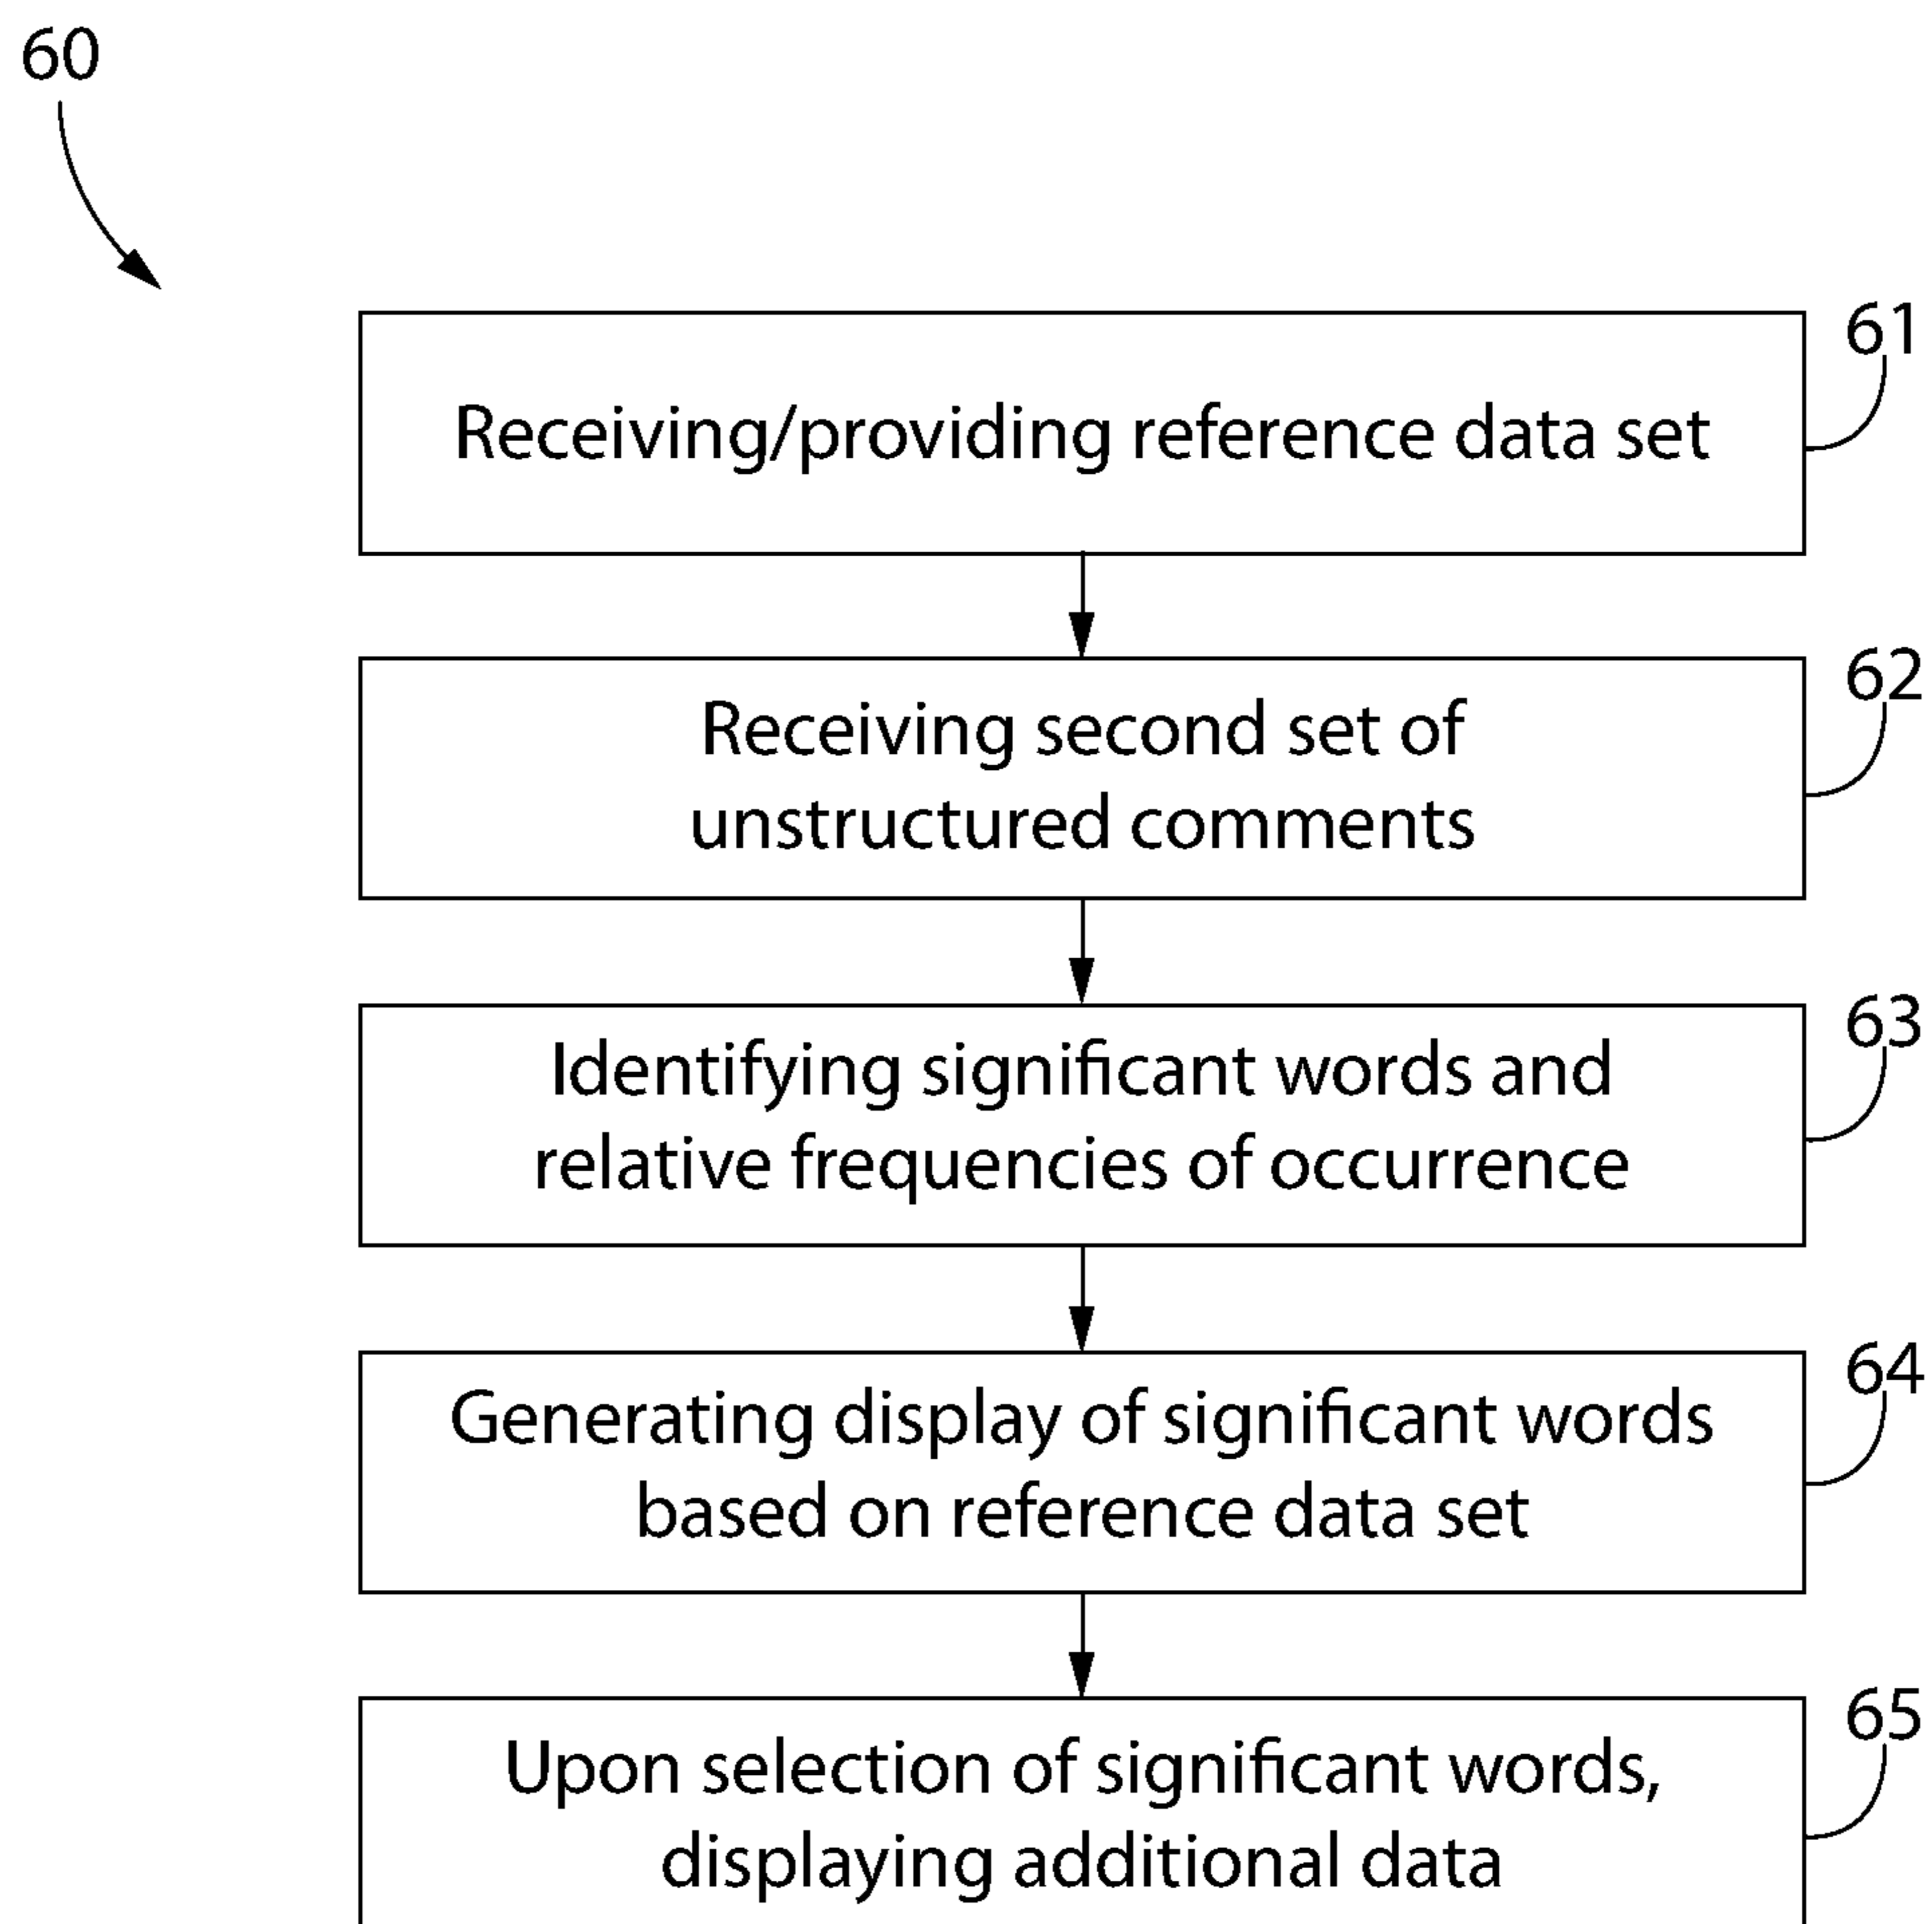 60
61
Receiving/providing reference data set
62
Receiving second set of
unstructured comments
63
Identifying significant words and
relative frequencies of occurrence
64
Generating display of significant words
based on reference data set
65
Upon selection of significant words,
displaying additional data